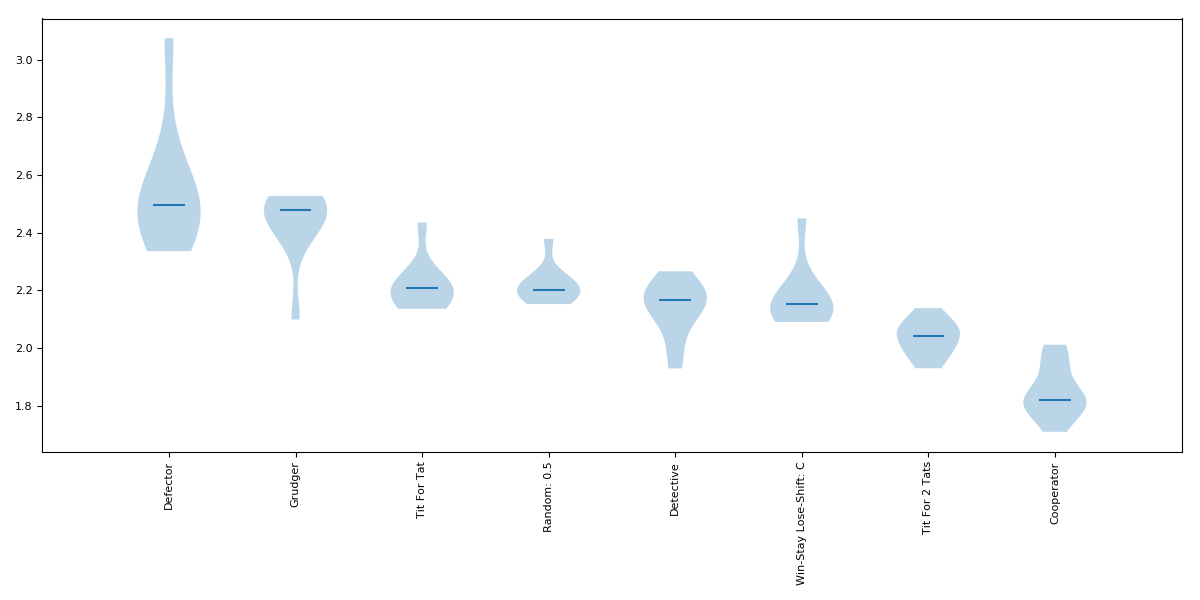 3.0
2.8
2.6
2.4
2.2
2.0
1.8
Defector
Grudger
Tit For Tat
Random: 0.5
Detective
Win-Stay Lose-Shift: C
Tit For 2 Tats
Cooperator